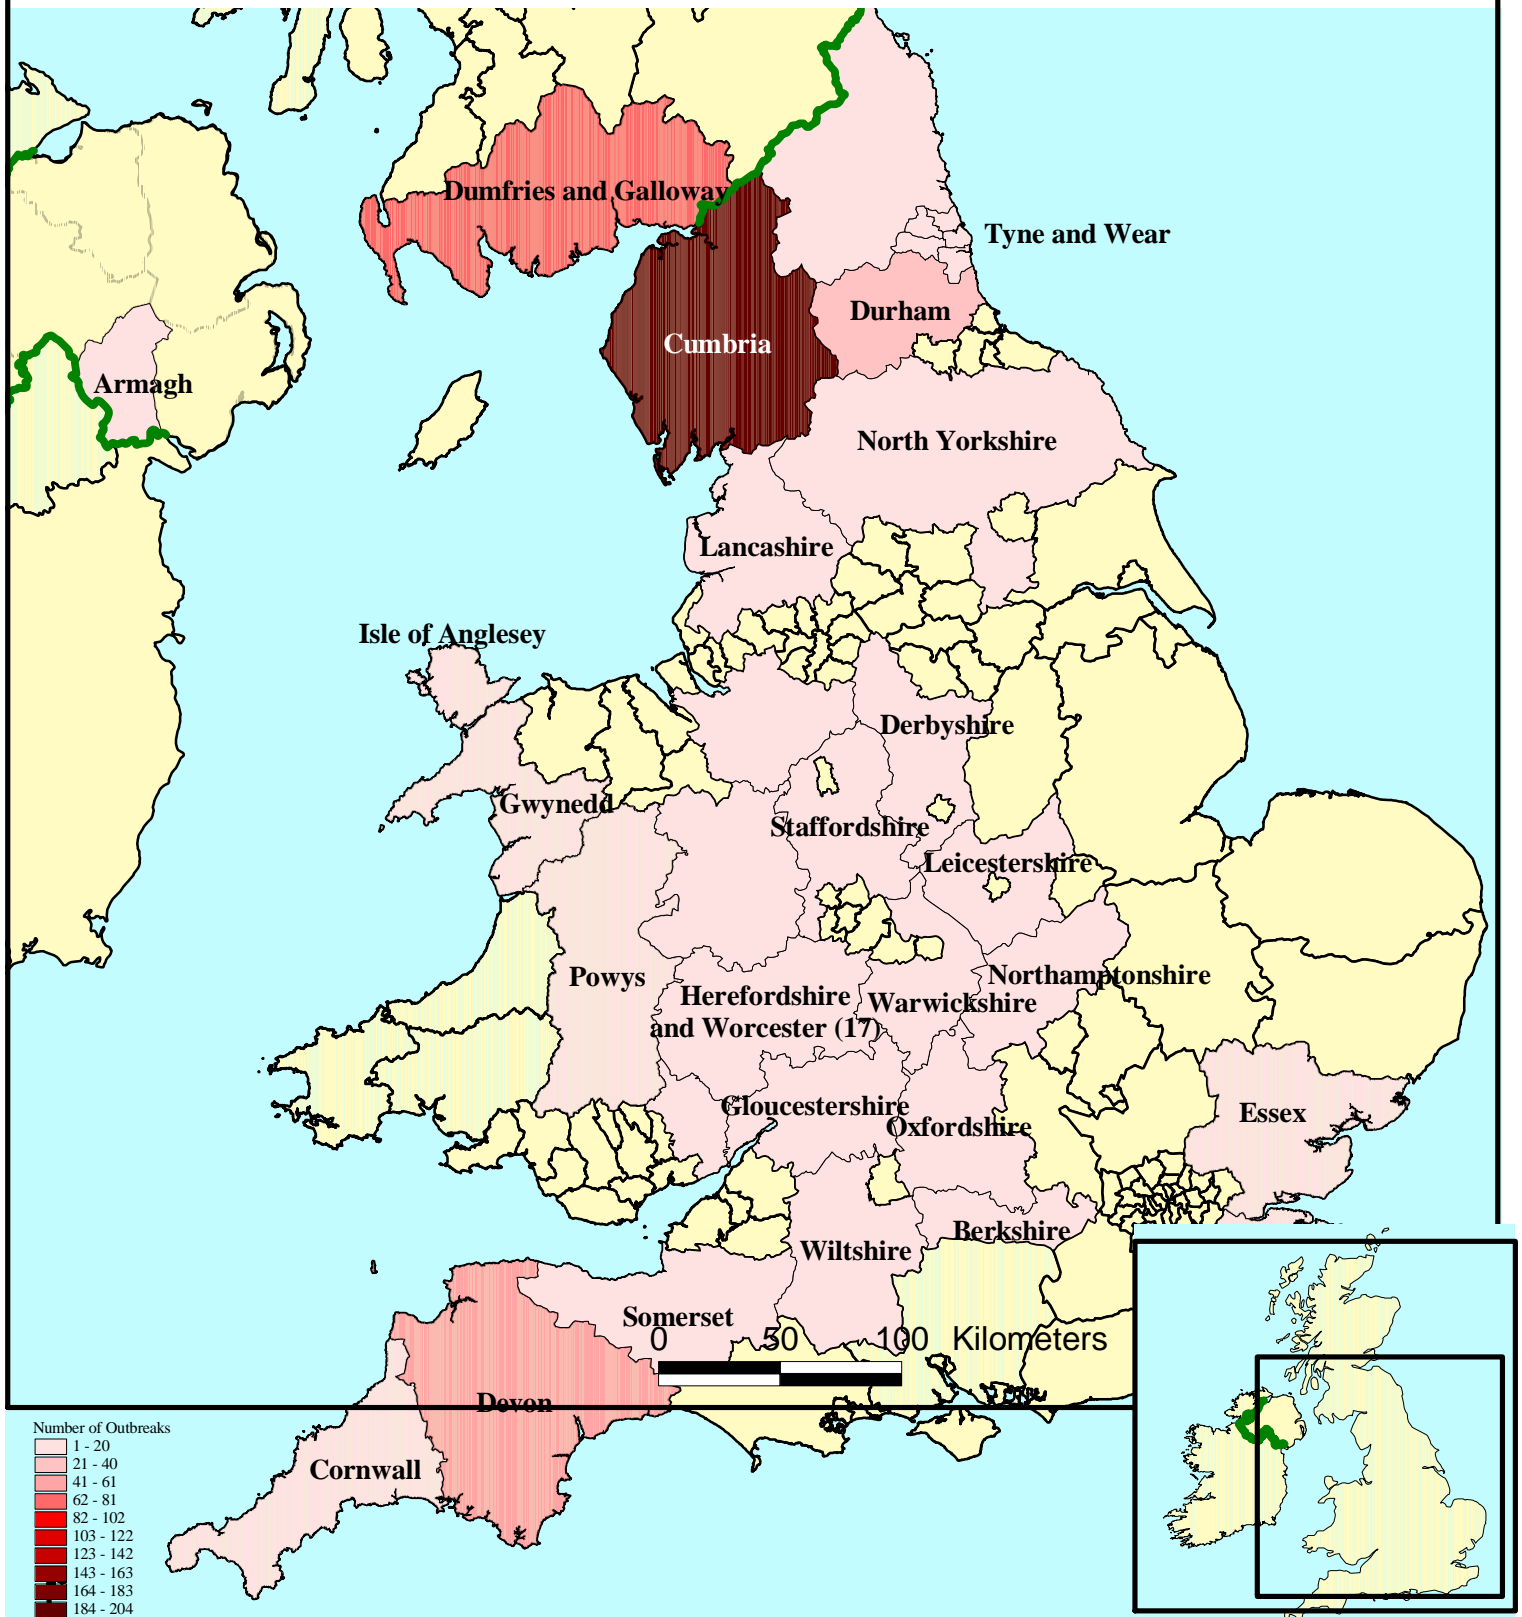 Dumfries and Galloway
Tyne and Wear
Durham
Cumbria
Armagh
North Yorkshire
Lancashire
Isle of Anglesey
Derbyshire
Gwynedd
Staffordshire
Leicestershire
Powys
Northamptonshire
Herefordshire
and Worcester (17)
Warwickshire
Gloucestershire
Oxfordshire
Essex
Berkshire
Wiltshire
Somerset
0 50 100 Kilometers
Devon
Cornwall
Number of Outbreaks
1 - 20
21 - 40
41 - 61
62 - 81
82 - 102
103 - 122
123 - 142
143 - 163
164 - 183
184 - 204